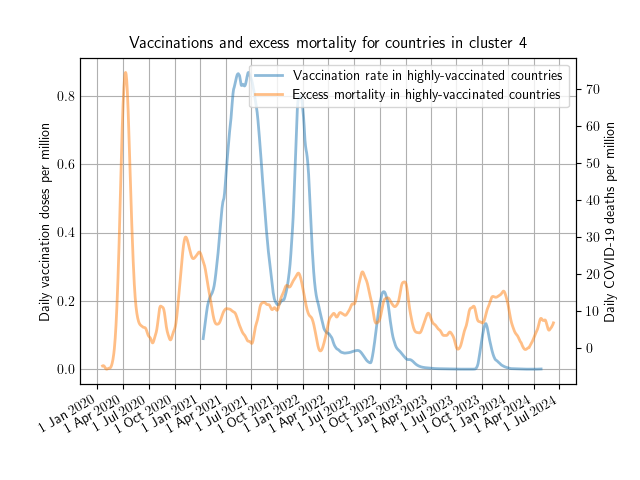 Vaccinations and excess mortality for countries in cluster 4
Vaccination rate in highly-vaccinated countries
Excess mortality in highly-vaccinated countries
Daily vaccination doses per million
0.8
0.6
0.4
0.2
0.0
Daily COVID-19 deaths per million
70
60
50
40
30
20
10
0
1 Jan 2020
1 Apr 2020
1 Jul 2020
1 Oct 2020
1 Jan 2021
1 Apr 2021
1 Jul 2021
1 Oct 2021
1 Jan 2022
1 Apr 2022
1 Jul 2022
1 Oct 2022
1 Jan 2023
1 Apr 2023
1 Jul 2023
1 Oct 2023
1 Jan 2024
1 Apr 2024
1 Jul 2024